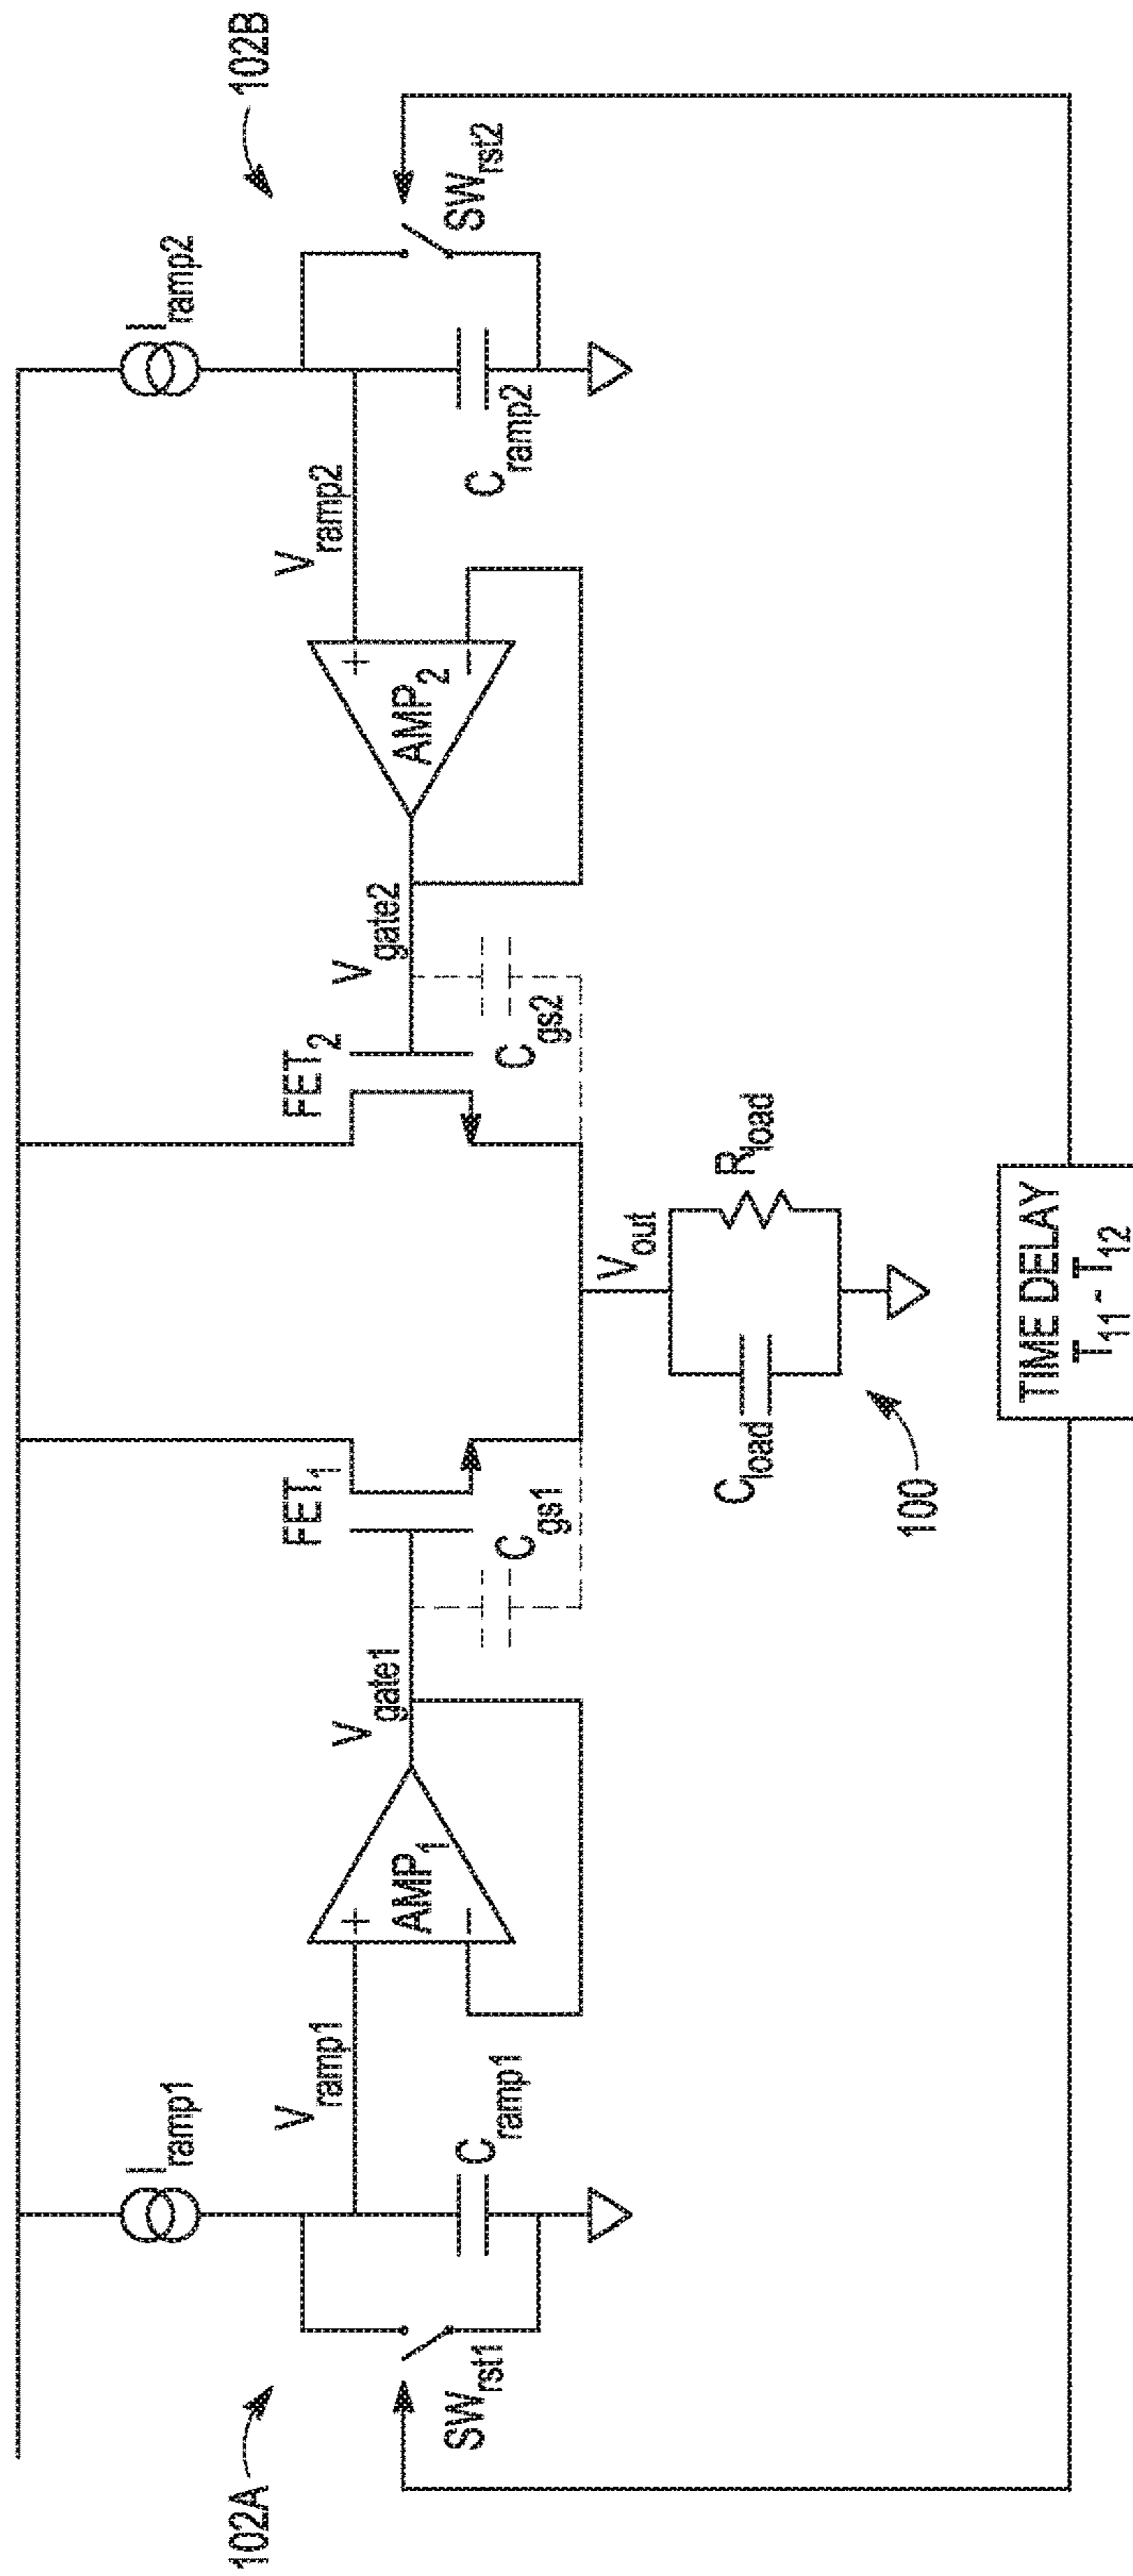 102A
102B
I_ramp1
I_ramp2
V_ramp1
V_ramp2
FET_1
FET_2
V_gate1
V_gate2
+
AMP_1
−
+
AMP_2
−
SW_rst1
C_ramp1
C_gs1
C_gs2
C_ramp2
SW_rst2
V_out
C_load
R_load
100
TIME DELAY
T_11 - T_12